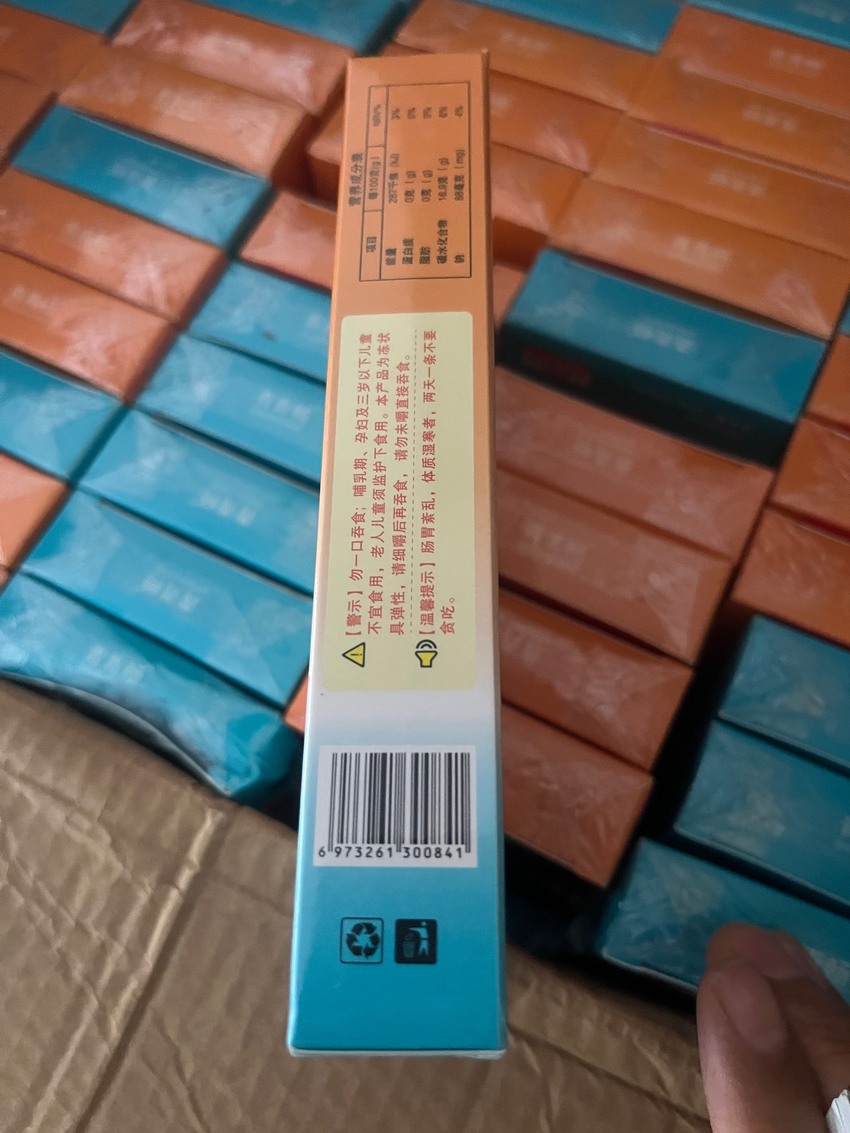 营养成分表
项目 每100克(g) NRV%
能量 287千焦 (kJ) 3%
蛋白质 0克 (g) 0%
脂肪 0克 (g) 0%
碳水化合物 16.9克 (g) 6%
钠 88毫克 (mg) 4%
【警示】勿一口吞食；哺乳期、孕妇及三岁以下儿童
不宜食用，老人儿童须监护下食用。本产品为冻状
具弹性，请细嚼后再吞食，请勿未嚼直接吞食。
【温馨提示】肠胃紊乱，体质湿寒者，两天一条不要
贪吃。
6 973261 300841